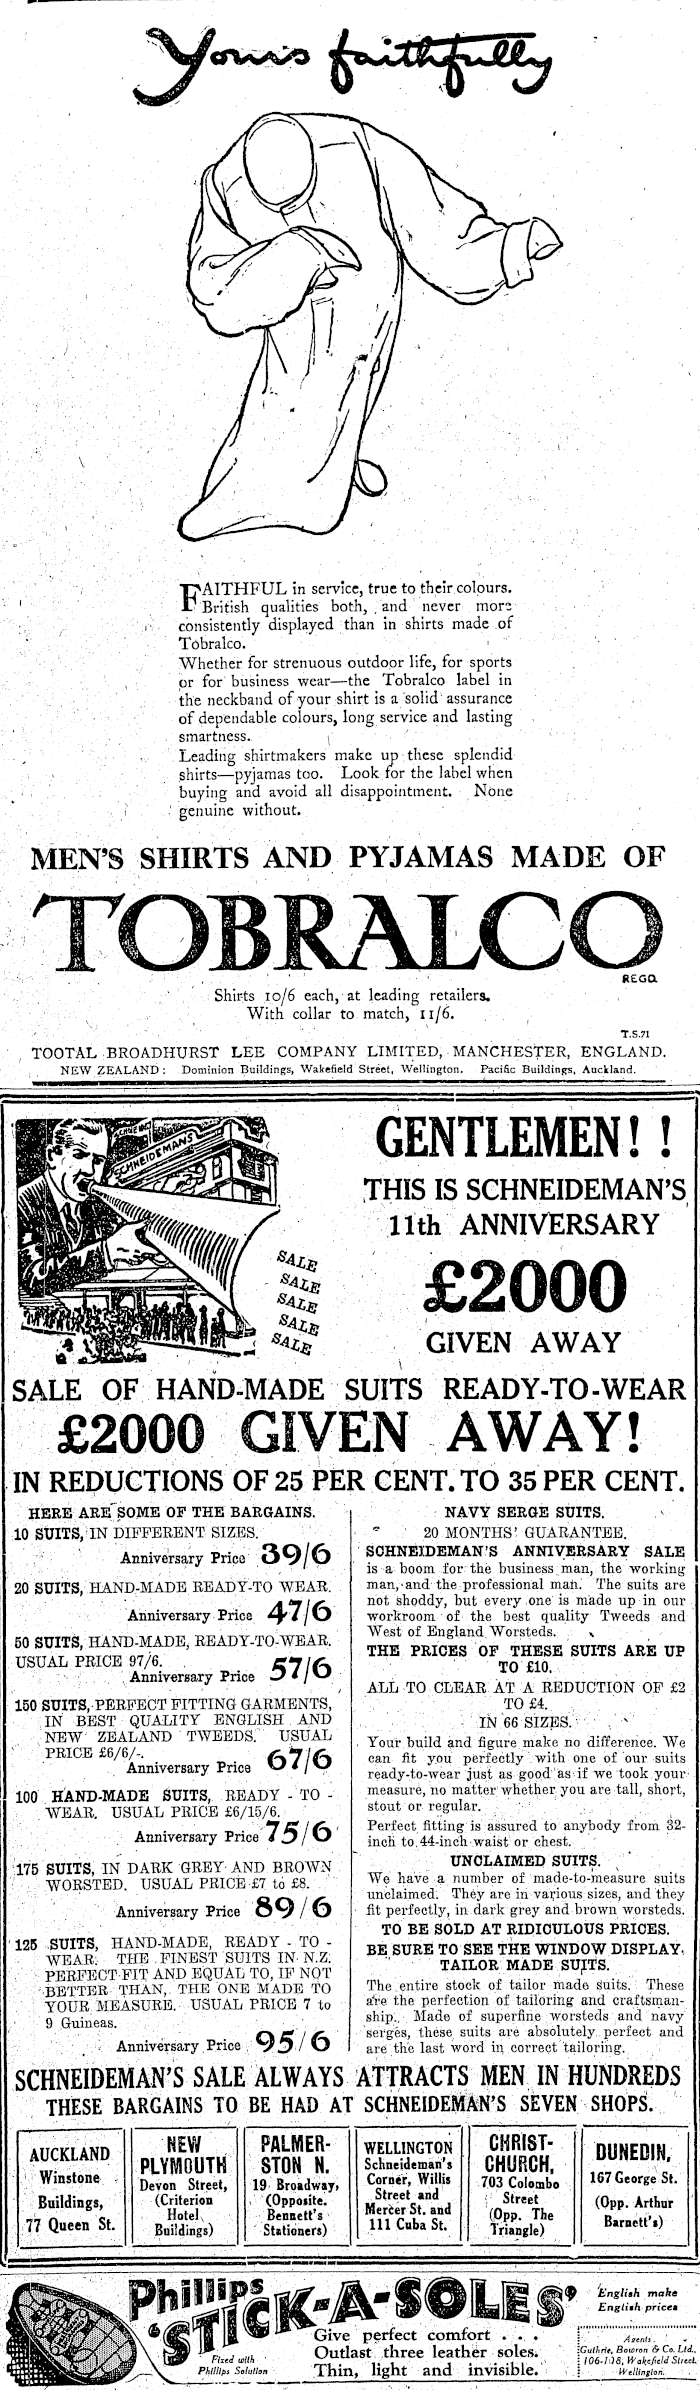 Yours faithfully
FAITHFUL in service, true to their colours.
British qualities both, and never more
consistently displayed than in shirts made of
Tobralco.
Whether for strenuous outdoor life, for sports
or for business wear—the Tobralco label in
the neckband of your shirt is a solid assurance
of dependable colours, long service and lasting
smartness.
Leading shirtmakers make up these splendid
shirts—pyjamas too. Look for the label when
buying and avoid all disappointment. None
genuine without.
MEN'S SHIRTS AND PYJAMAS MADE OF
TOBRALCO
REGD.
Shirts 10/6 each, at leading retailers.
With collar to match, 11/6.
T.S.71
TOOTAL BROADHURST LEE COMPANY LIMITED, MANCHESTER, ENGLAND.
NEW ZEALAND: Dominion Buildings, Wakefield Street, Wellington. Pacific Buildings, Auckland.
SCHNEIDEMANS
SALE
SALE
SALE
SALE
SALE
GENTLEMEN!!
THIS IS SCHNEIDEMAN'S
11th ANNIVERSARY
£2000
GIVEN AWAY
SALE OF HAND-MADE SUITS READY-TO-WEAR
£2000 GIVEN AWAY!
IN REDUCTIONS OF 25 PER CENT. TO 35 PER CENT.
HERE ARE SOME OF THE BARGAINS.
10 SUITS, IN DIFFERENT SIZES.
Anniversary Price 39/6
20 SUITS, HAND-MADE READY-TO WEAR.
Anniversary Price 47/6
50 SUITS, HAND-MADE, READY-TO-WEAR.
USUAL PRICE 97/6.
Anniversary Price 57/6
150 SUITS, PERFECT FITTING GARMENTS,
IN BEST QUALITY ENGLISH AND
NEW ZEALAND TWEEDS. USUAL
PRICE £6/6/-.
Anniversary Price 67/6
100 HAND-MADE SUITS, READY - TO -
WEAR. USUAL PRICE £6/15/6.
Anniversary Price 75/6
175 SUITS, IN DARK GREY AND BROWN
WORSTED. USUAL PRICE £7 to £8.
Anniversary Price 89/6
125 SUITS, HAND-MADE, READY - TO -
WEAR. THE FINEST SUITS IN N.Z.
PERFECT FIT AND EQUAL TO, IF NOT
BETTER THAN, THE ONE MADE TO
YOUR MEASURE. USUAL PRICE 7 to
9 Guineas.
Anniversary Price 95/6
NAVY SERGE SUITS.
20 MONTHS' GUARANTEE.
SCHNEIDEMAN'S ANNIVERSARY SALE
is a boom for the business man, the working
man, and the professional man. The suits are
not shoddy, but every one is made up in our
workroom of the best quality Tweeds and
West of England Worsteds.
THE PRICES OF THESE SUITS ARE UP
TO £10.
ALL TO CLEAR AT A REDUCTION OF £2
TO £4.
IN 66 SIZES.
Your build and figure make no difference. We
can fit you perfectly with one of our suits
ready-to-wear just as good as if we took your
measure, no matter whether you are tall, short,
stout or regular.
Perfect fitting is assured to anybody from 32-
inch to 44-inch waist or chest.
UNCLAIMED SUITS.
We have a number of made-to-measure suits
unclaimed. They are in various sizes, and they
fit perfectly, in dark grey and brown worsteds.
TO BE SOLD AT RIDICULOUS PRICES.
BE SURE TO SEE THE WINDOW DISPLAY.
TAILOR MADE SUITS.
The entire stock of tailor made suits. These
are the perfection of tailoring and craftsman-
ship. Made of superfine worsteds and navy
serges, these suits are absolutely perfect and
are the last word in correct tailoring.
SCHNEIDEMAN'S SALE ALWAYS ATTRACTS MEN IN HUNDREDS
THESE BARGAINS TO BE HAD AT SCHNEIDEMAN'S SEVEN SHOPS.
AUCKLAND
Winstone
Buildings,
77 Queen St.
NEW
PLYMOUTH
Devon Street,
(Criterion
Hotel
Buildings)
PALMER-
STON N.
19 Broadway,
(Opposite
Bennett's
Stationers)
WELLINGTON
Schneideman's
Corner, Willis
Street and
Mercer St. and
111 Cuba St.
CHRIST-
CHURCH,
703 Colombo
Street
(Opp. The
Triangle)
DUNEDIN,
167 George St.
(Opp. Arthur
Barnett's)
Phillips
'STICK-A-SOLES'
Fixed with
Phillips Solution
Give perfect comfort . . .
Outlast three leather soles.
Thin, light and invisible.
English make
English prices
Agents:
Guthrie, Bowron & Co. Ltd.,
106-108, Wakefield Street,
Wellington.